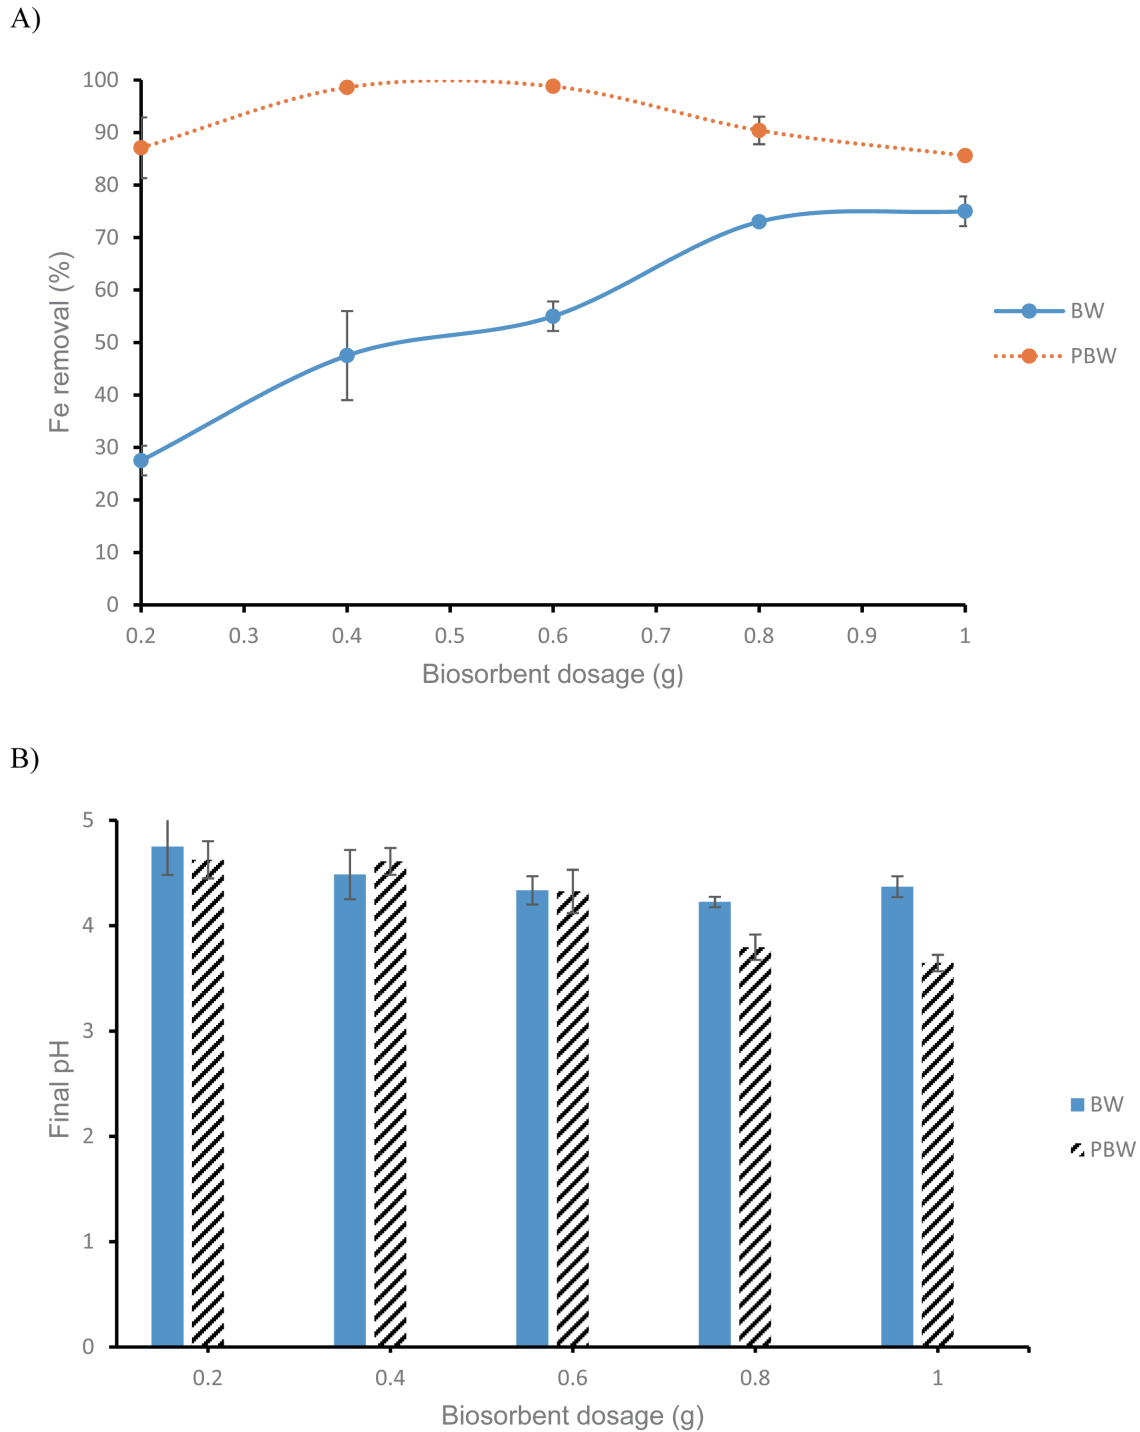 A)
100
90
80
70
60
50
40
30
20
10
0
Fe removal (%)
0.2 0.3 0.4 0.5 0.6 0.7 0.8 0.9 1
Biosorbent dosage (g)
BW
PBW
B)
5
4
3
2
1
0
Final pH
0.2 0.4 0.6 0.8 1
Biosorbent dosage (g)
BW
PBW